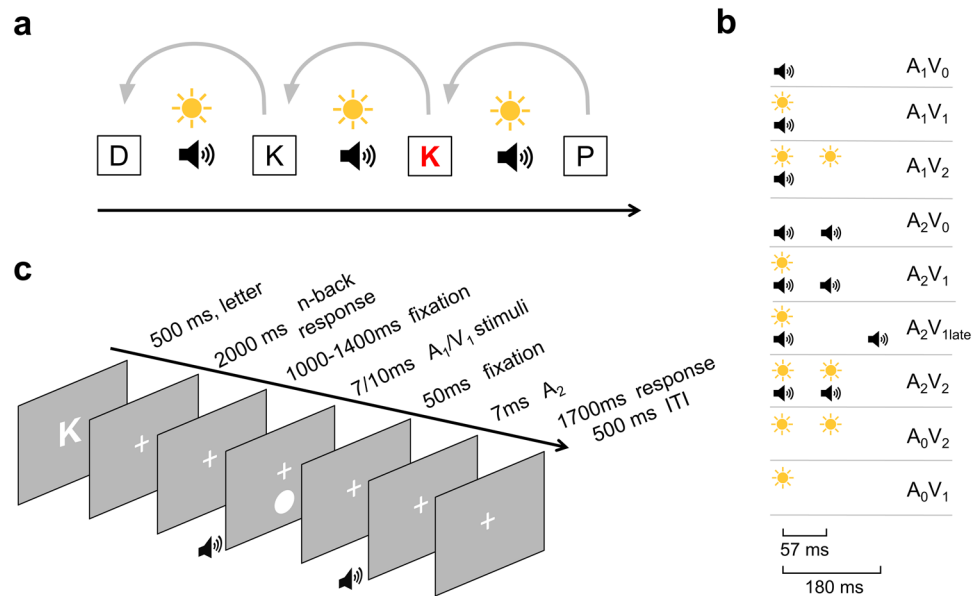 a
D K K P
b
A₁V₀
A₁V₁
A₁V₂
A₂V₀
A₂V₁
A₂V₁late
A₂V₂
A₀V₂
A₀V₁
57 ms
180 ms
c
500 ms, letter
2000 ms n-back
response
1000-1400ms fixation
7/10ms A₁/V₁ stimuli
50ms fixation
7ms A₂
1700ms response
500 ms ITI
K